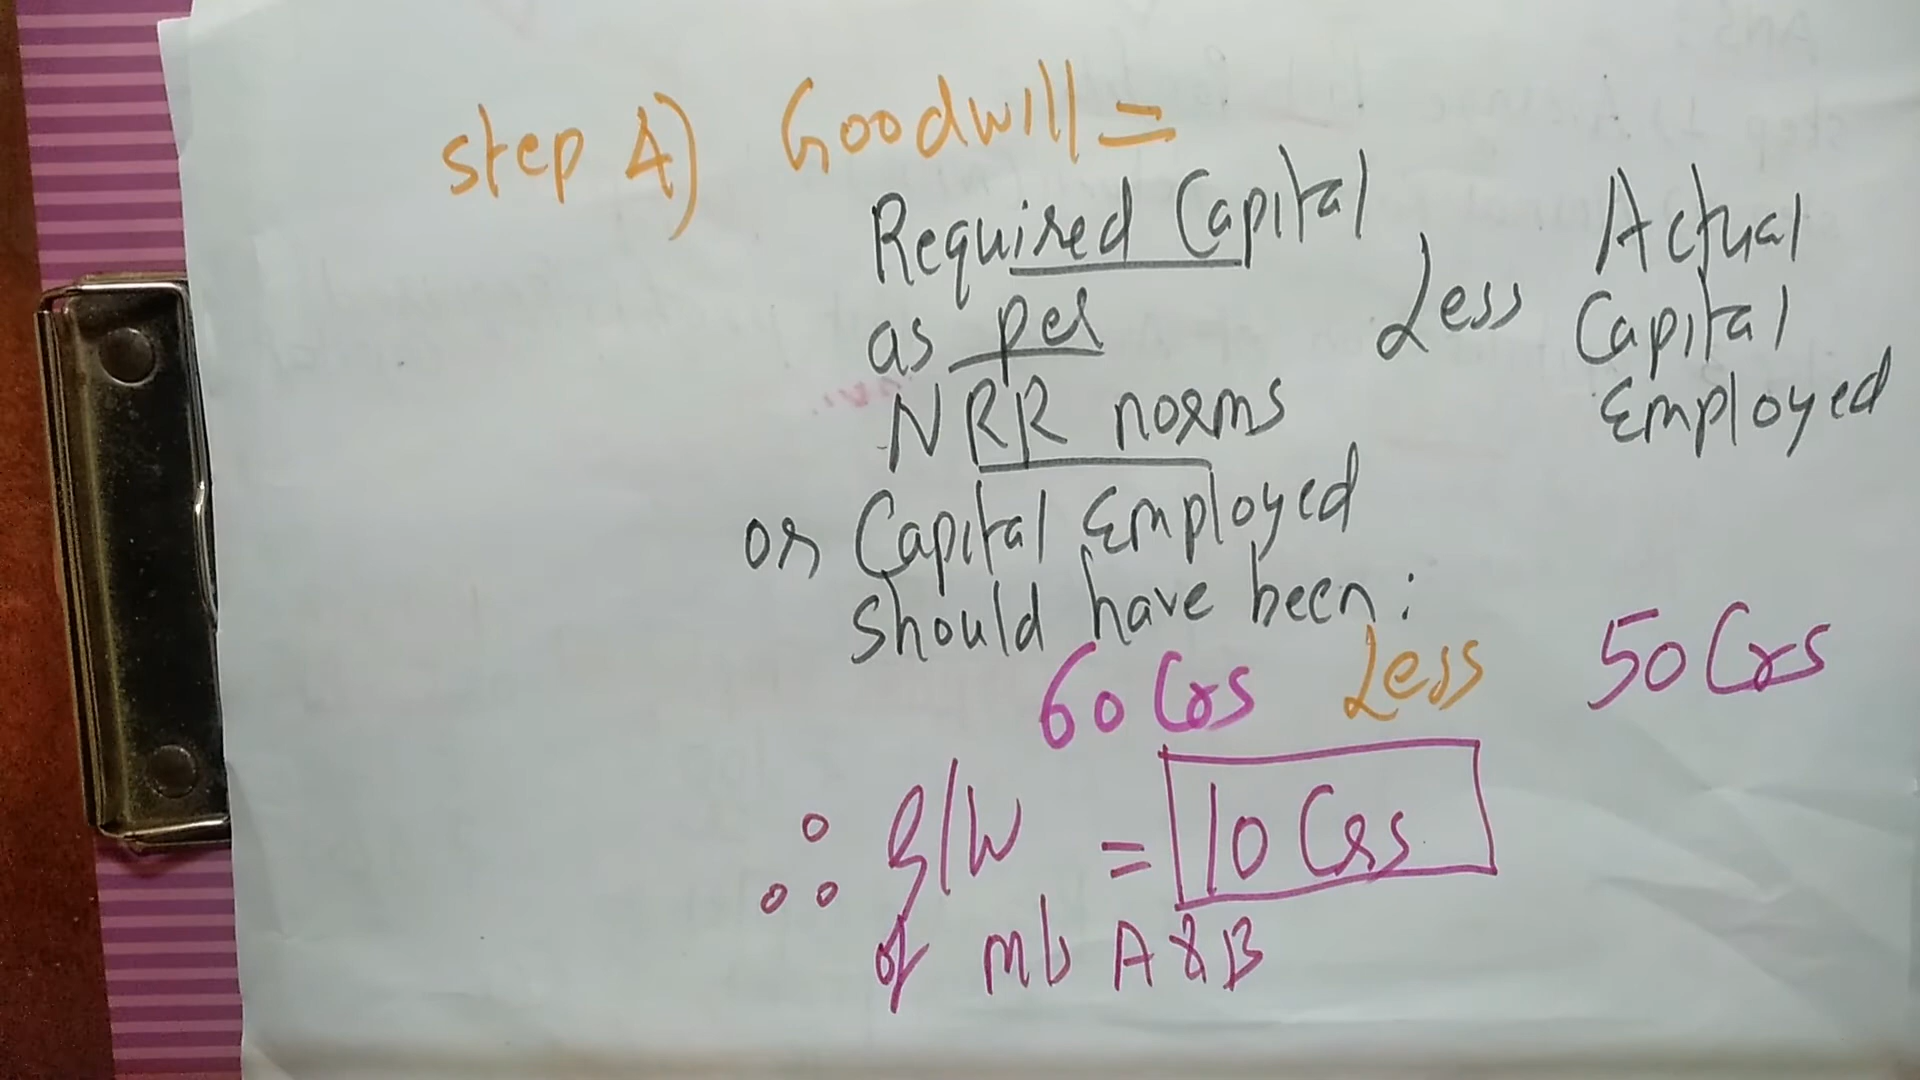 step 4) Goodwill =
Required Capital
as per
NRR norms
Less
Actual
Capital
Employed
or Capital Employed
should have been:
60 Crs Less 50 Crs
∴ G/W = 10 Crs
of A & B